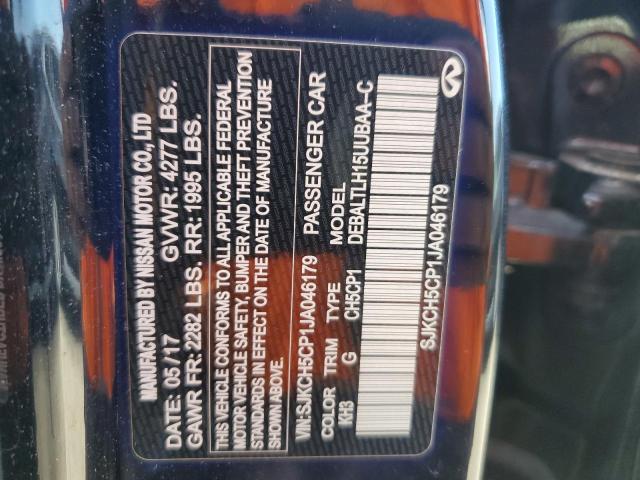 MANUFACTURED BY NISSAN MOTOR CO., LTD
DATE: 05/17 GVWR: 4277 LBS.
GAWR FR: 2282 LBS. RR: 1995 LBS.
THIS VEHICLE CONFORMS TO ALL APPLICABLE FEDERAL
MOTOR VEHICLE SAFETY, BUMPER AND THEFT PREVENTION
STANDARDS IN EFFECT ON THE DATE OF MANUFACTURE
SHOWN ABOVE.
VIN:SJKCH5CP1JA046179 PASSENGER CAR
COLOR TRIM TYPE MODEL
KH3 G CH5CP1 DEBALTLH15UUBAA-C
SJKCH5CP1JA046179